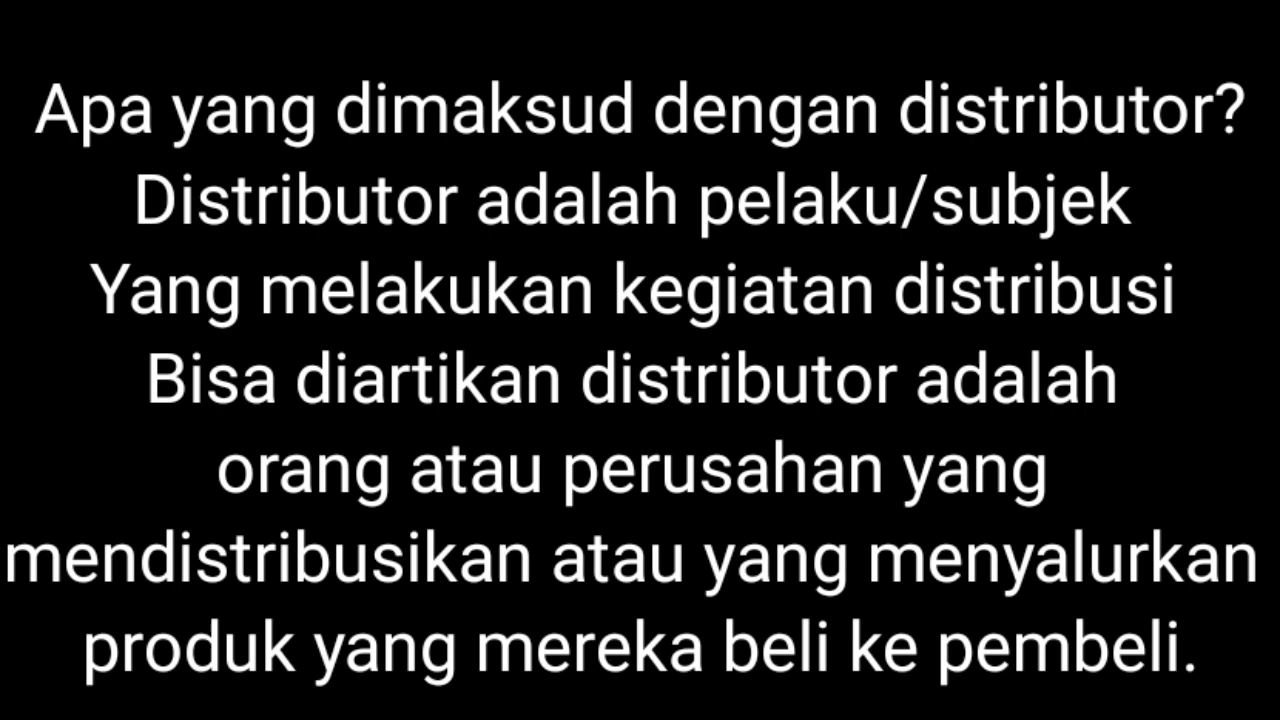 Apa yang dimaksud dengan distributor?
Distributor adalah pelaku/subjek
Yang melakukan kegiatan distribusi
Bisa diartikan distributor adalah
orang atau perusahan yang
mendistribusikan atau yang menyalurkan
produk yang mereka beli ke pembeli.